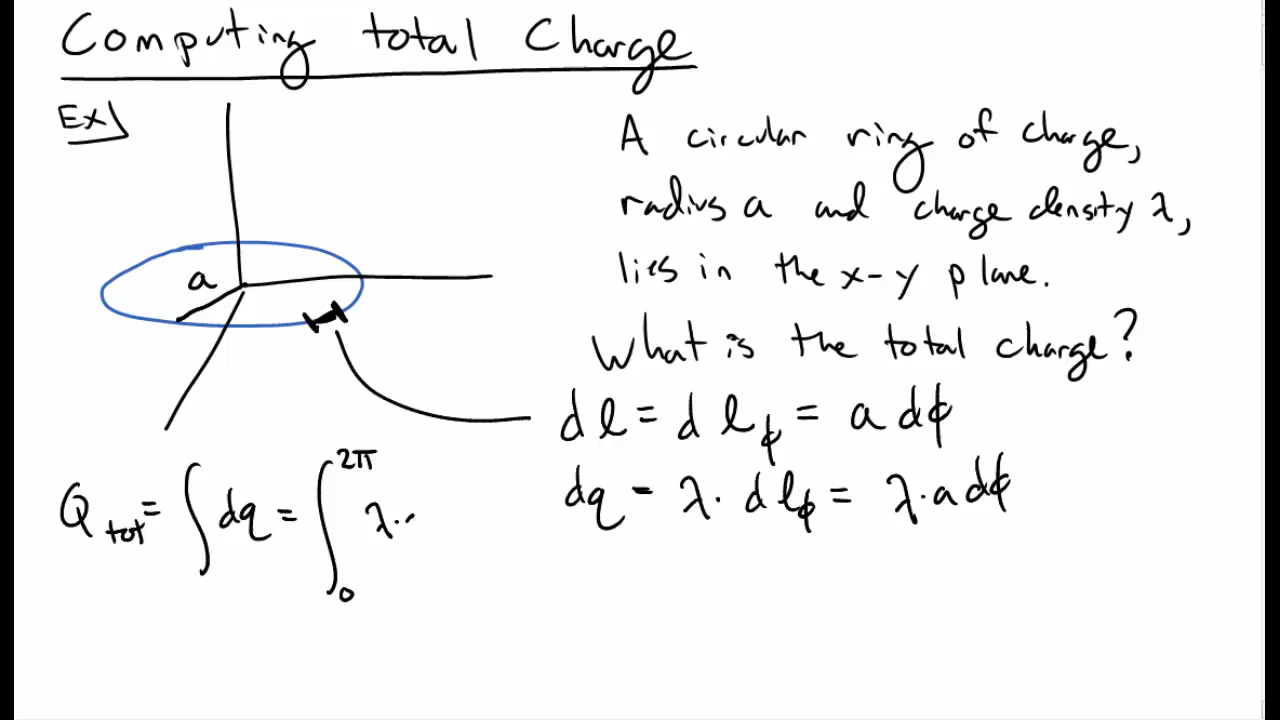 Computing total Charge
Ex)
A circular ring of charge,
radius a and charge density λ,
lies in the x-y plane.
What is the total charge?
a
dl = dl_ϕ = a dϕ
dq = λ · dl_ϕ = λ · a dϕ
Q_tot = ∫ dq = ∫_0^2π λ ·